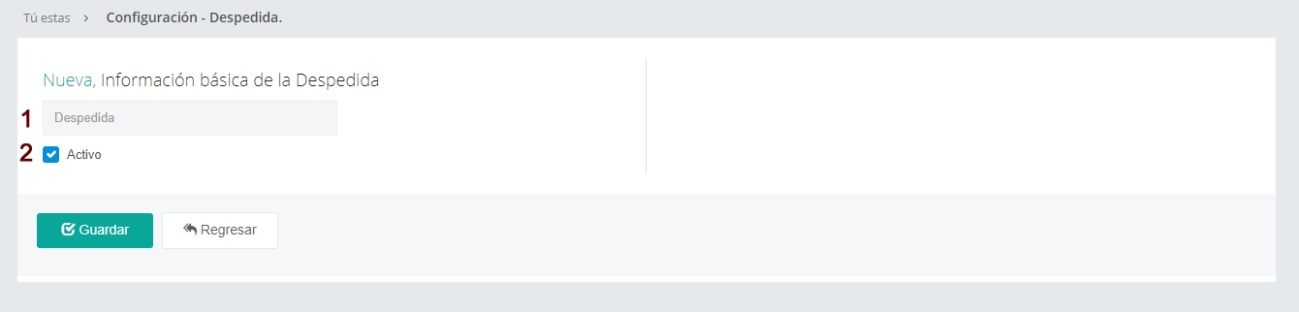 Tú estas > Configuración - Despedida.
Nueva, Información básica de la Despedida
1 Despedida
2 Activo
Guardar Regresar